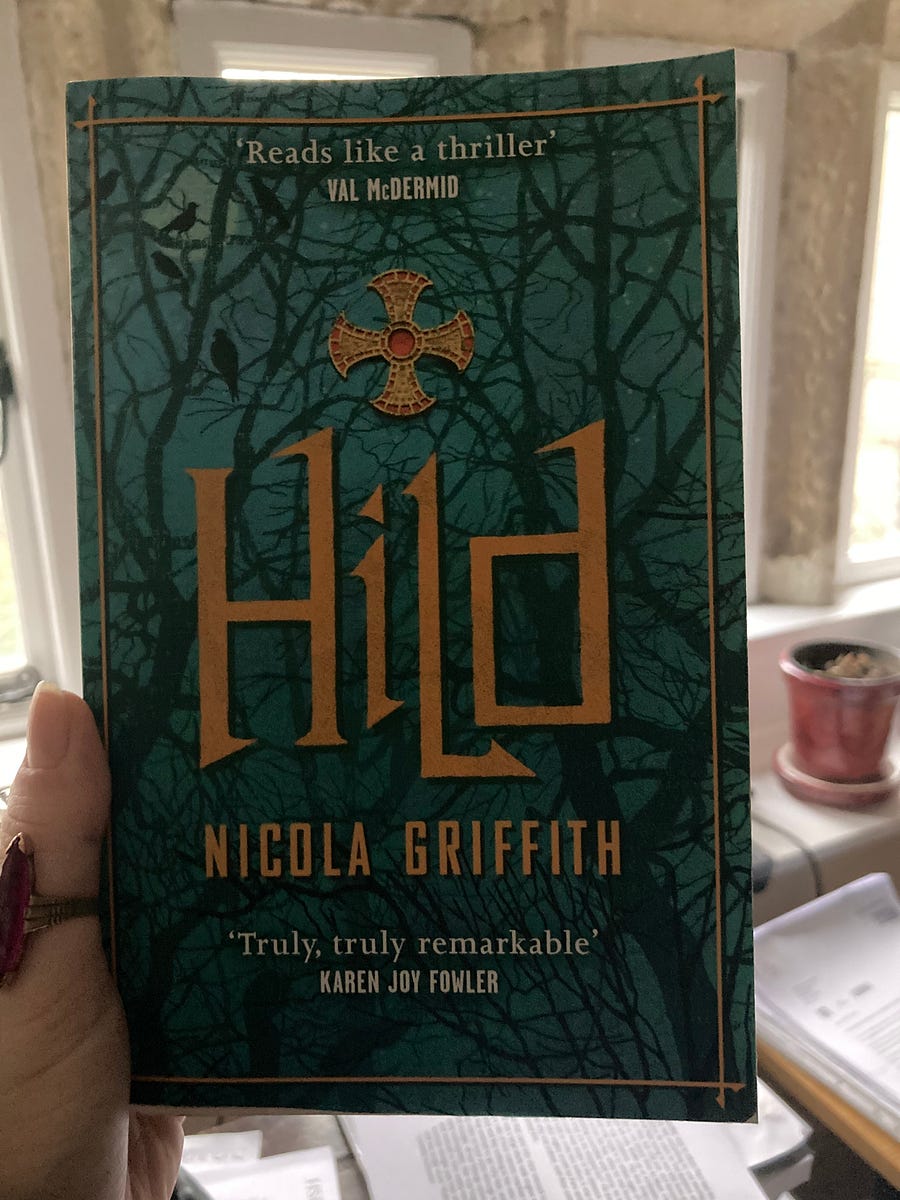 ‘Reads like a thriller’
VAL McDERMID
Hild
NICOLA GRIFFITH
‘Truly, truly remarkable’
KAREN JOY FOWLER